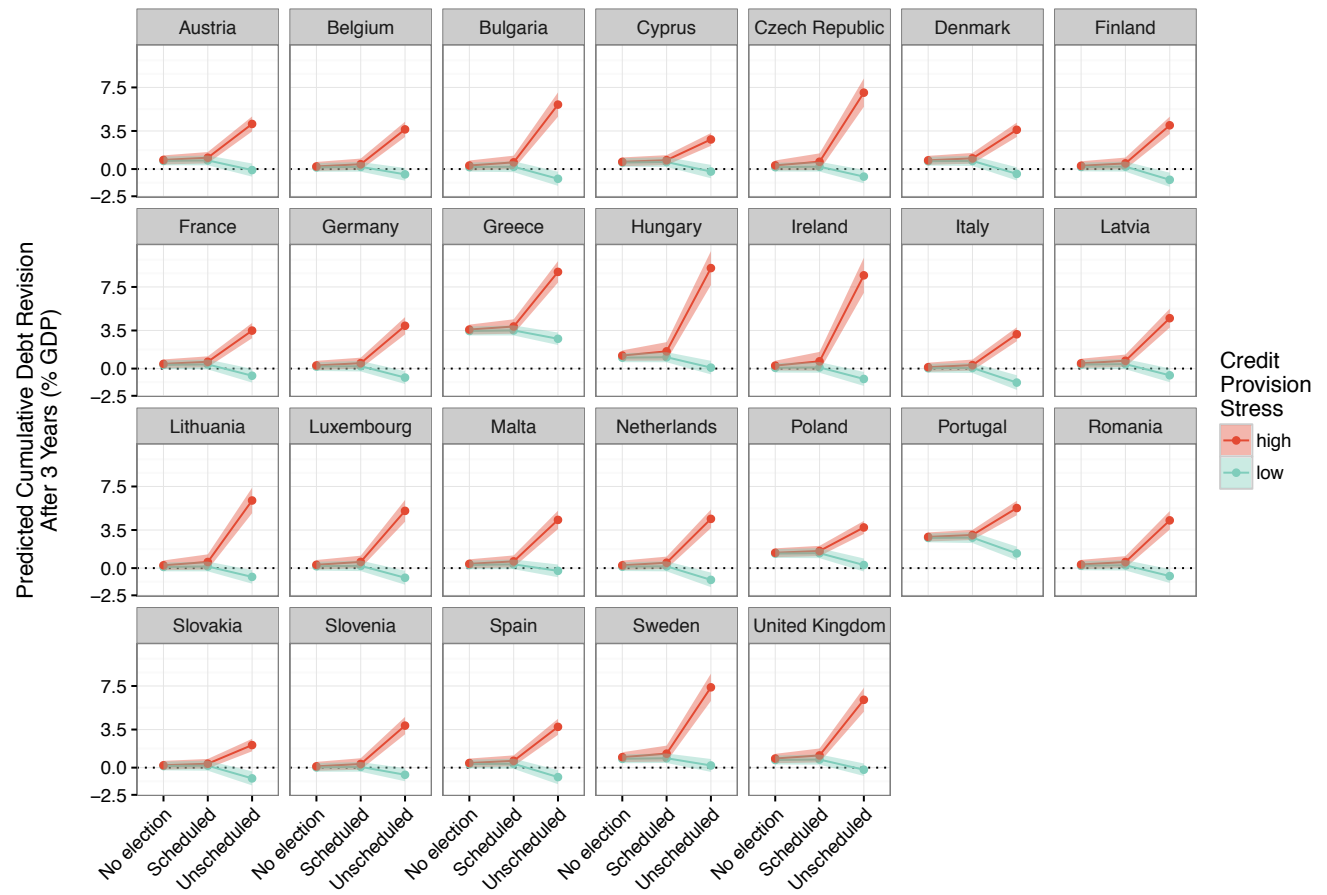 Austria Belgium Bulgaria Cyprus Czech Republic Denmark Finland
7.5
3.5
0.0
−2.5
France Germany Greece Hungary Ireland Italy Latvia
7.5
3.5
0.0
−2.5
Lithuania Luxembourg Malta Netherlands Poland Portugal Romania
7.5
3.5
0.0
−2.5
Slovakia Slovenia Spain Sweden United Kingdom
7.5
3.5
0.0
−2.5
No election Scheduled Unscheduled No election Scheduled Unscheduled No election Scheduled Unscheduled No election Scheduled Unscheduled No election Scheduled Unscheduled
Predicted Cumulative Debt Revision
After 3 Years (% GDP)
Credit
Provision
Stress
high
low